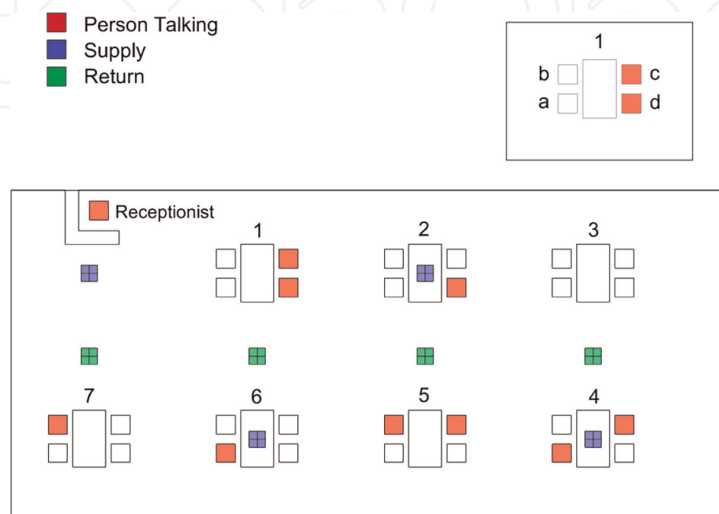 Person Talking
Supply
Return
1
b c
a d
Receptionist
1 2 3
7 6 5 4